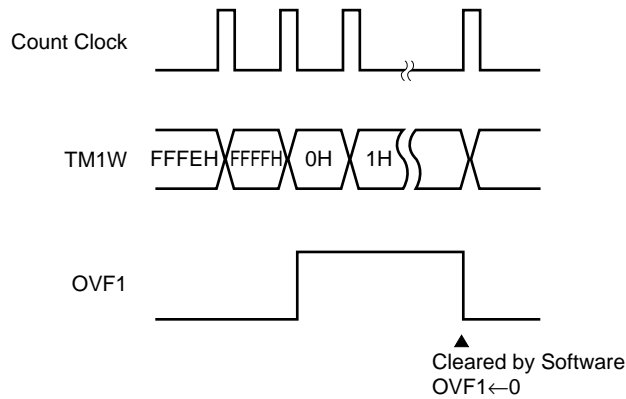 Count Clock
TM1W FFFEH FFFFH 0H 1H
OVF1
Cleared by Software
OVF1←0